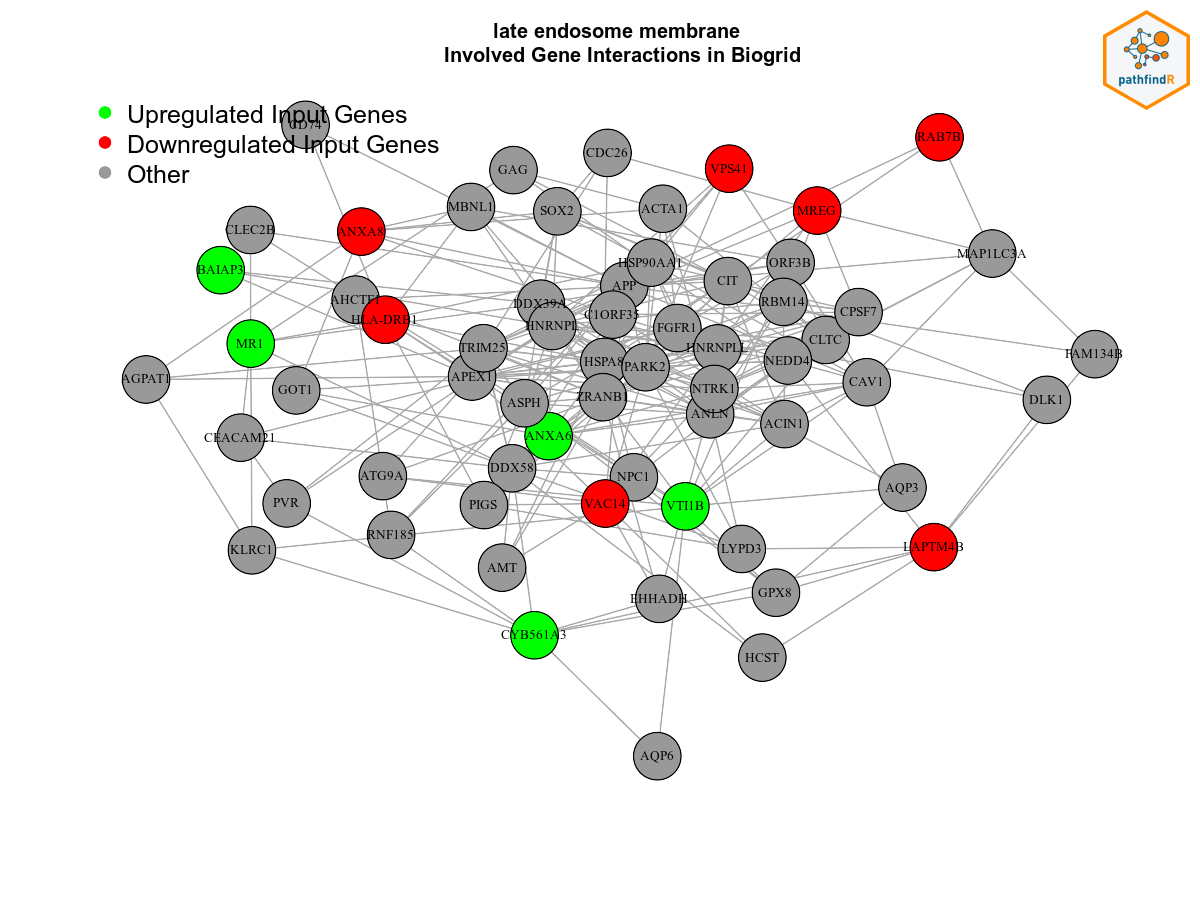 late endosome membrane
Involved Gene Interactions in Biogrid
pathfindR
Upregulated Input Genes
Downregulated Input Genes
Other
CD74
RAB7B
CDC26
GAG
VPS41
MBNL1
SOX2
ACTA1
MREG
CLEC2B
ANXA8
MAP1LC3A
HSP90AA1
ORF3B
BAIAP3
CIT
APP
AHCTF1
DDX39A
RBM14
C1ORF35
CPSF7
HLA-DRB1
HNRNPL
FGFR1
MR1
CLTC
TRIM25
HNRNPLL
FAM134B
HSPA8
PARK2
NEDD4
AGPAT1
APEX1
CAV1
GOT1
NTRK1
ZRANB1
DLK1
ASPH
ANLN
ACIN1
CEACAM21
ANXA6
DDX58
ATG9A
NPC1
AQP3
PVR
PIGS
VAC14
VTI1B
RNF185
KLRC1
LYPD3
LAPTM4B
AMT
GPX8
EHHADH
CYB561A3
HCST
AQP6